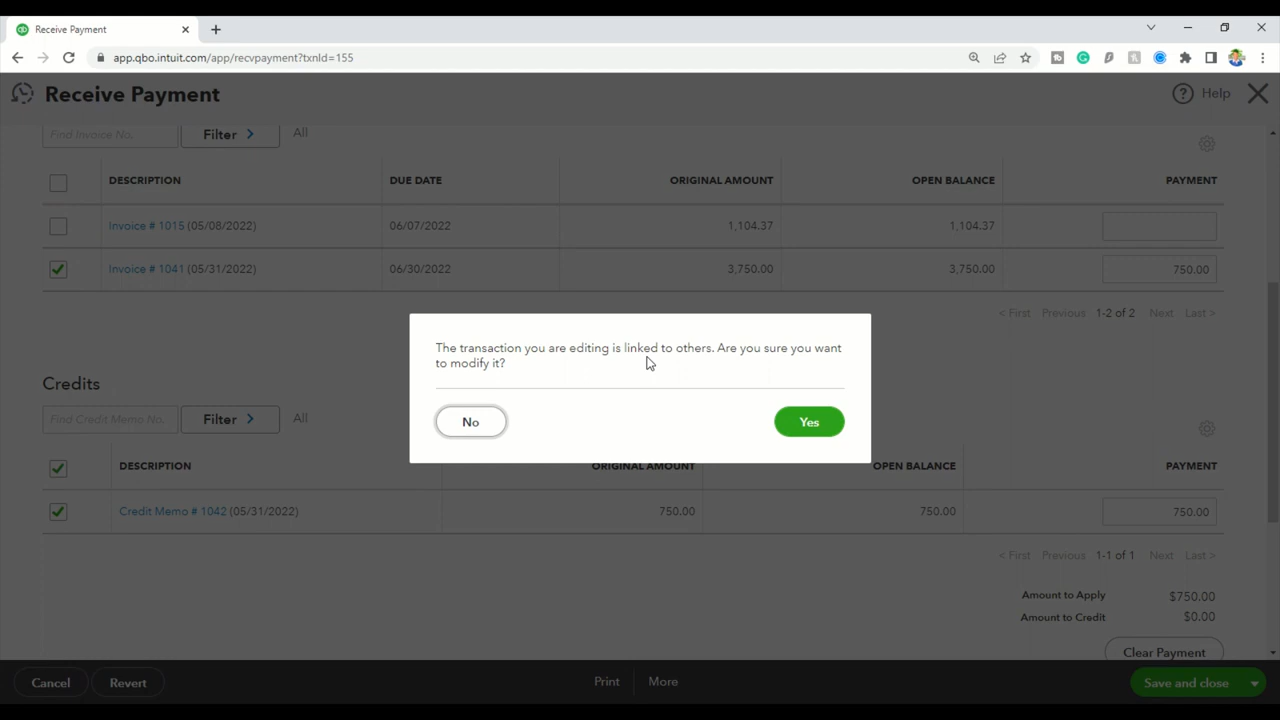 Receive Payment
app.qbo.intuit.com/app/recvpayment?txnId=155
Receive Payment
Help
Find Invoice No.
Filter >
All
DESCRIPTION DUE DATE ORIGINAL AMOUNT OPEN BALANCE PAYMENT
Invoice # 1015 (05/08/2022) 06/07/2022 1,104.37 1,104.37
Invoice # 1041 (05/31/2022) 06/30/2022 3,750.00 3,750.00 750.00
< First Previous 1-2 of 2 Next Last >
The transaction you are editing is linked to others. Are you sure you want
to modify it?
No
Yes
Credits
Find Credit Memo No.
Filter >
All
DESCRIPTION ORIGINAL AMOUNT OPEN BALANCE PAYMENT
Credit Memo # 1042 (05/31/2022) 750.00 750.00 750.00
< First Previous 1-1 of 1 Next Last >
Amount to Apply $750.00
Amount to Credit $0.00
Clear Payment
Cancel
Revert
Print
More
Save and close